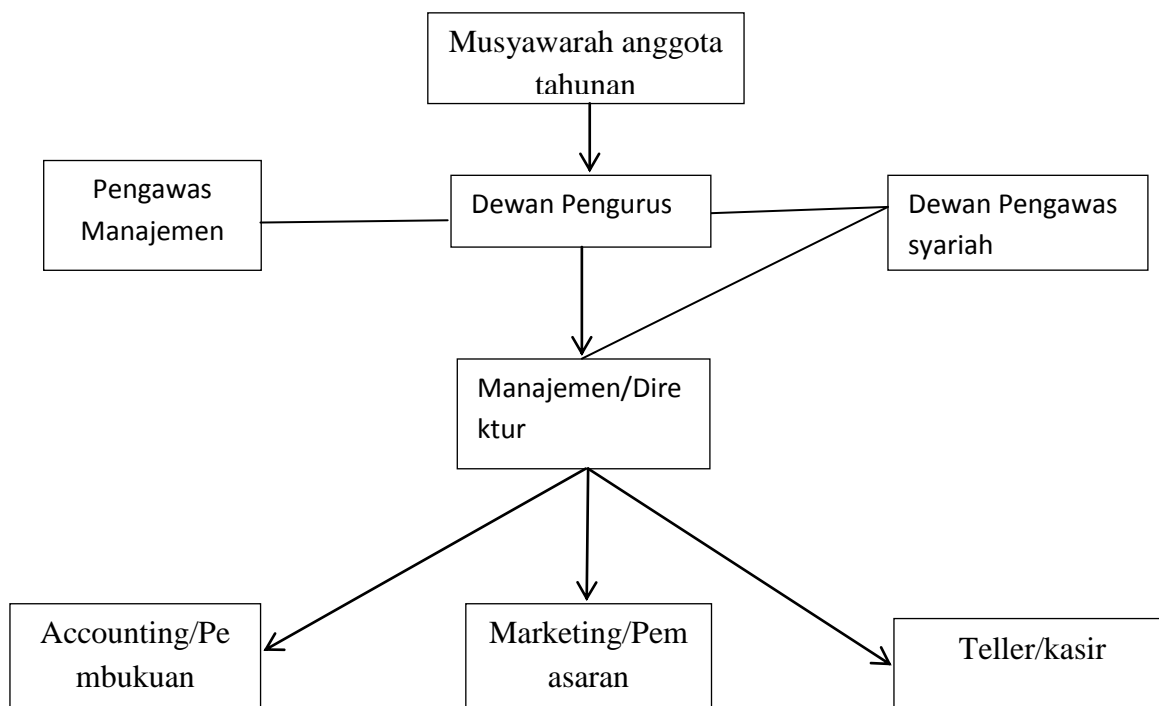 Musyawarah anggota
tahunan
Pengawas
Manajemen
Dewan Pengurus
Dewan Pengawas
syariah
Manajemen/Dire
ktur
Accounting/Pe
mbukuan
Marketing/Pem
asaran
Teller/kasir